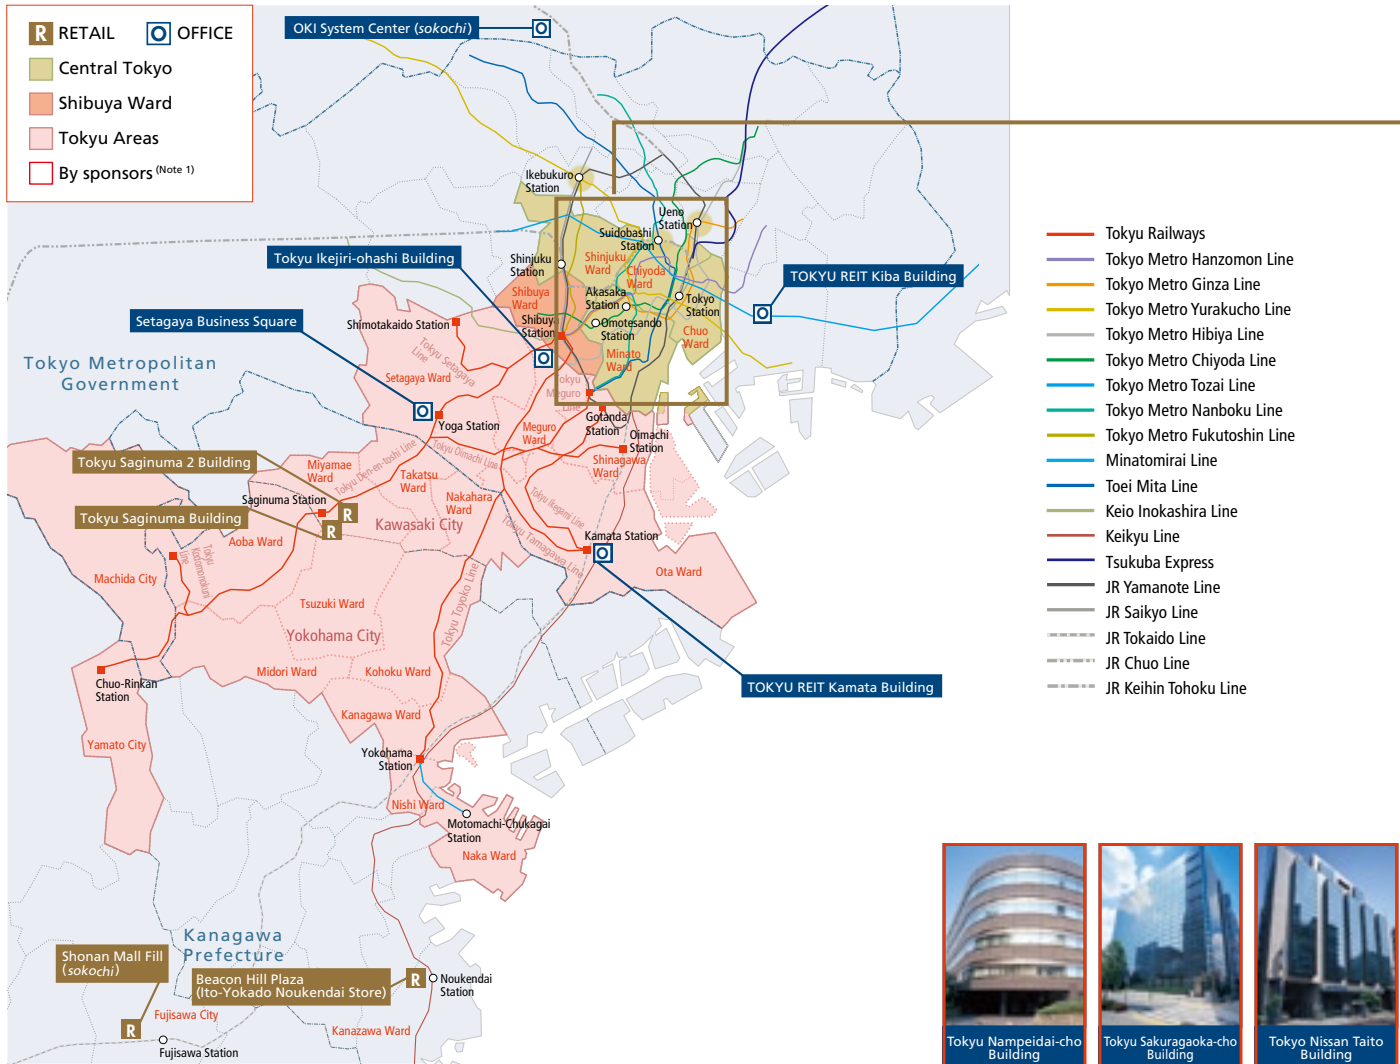 R RETAIL
O OFFICE
Central Tokyo
Shibuya Ward
Tokyu Areas
By sponsors (Note 1)
OKI System Center (sokochi)
O
Ikebukuro
Station
Ueno
Station
Suidobashi
Station
Tokyu Ikejiri-ohashi Building
Shinjuku
Station
Shinjuku
Ward
Chiyoda
Ward
TOKYU REIT Kiba Building
O
Shibuya
Ward
Akasaka
Station
Tokyo
Station
Setagaya Business Square
Shimotakaido Station
Shibuya
Station
Omotesando
Station
Chuo
Ward
Tokyo Metropolitan
Government
Tokyu Setagaya
Line
Setagaya Ward
O
Minato
Ward
Tokyu
Meguro
Line
O
Yoga Station
Meguro
Ward
Gotanda
Station
Oimachi
Station
Tokyu Saginuma 2 Building
Miyamae
Ward
Tokyu Den-en-toshi Line
Takatsu
Ward
Tokyu Oimachi Line
Shinagawa
Ward
Saginuma Station
Nakahara
Ward
Tokyu Ikegami Line
Tokyu Saginuma Building
R
R
Kawasaki City
Aoba Ward
Tokyu Tamagawa Line
Kamata Station
O
Machida City
Tokyu
Kodomonokuni
Line
Ota Ward
Tsuzuki Ward
Tokyu Toyoko Line
Yokohama City
Midori Ward
Kohoku Ward
Chuo-Rinkan
Station
TOKYU REIT Kamata Building
Kanagawa Ward
Yamato City
Yokohama
Station
Nishi Ward
Motomachi-Chukagai
Station
Naka Ward
Kanagawa
Prefecture
Shonan Mall Fill
(sokochi)
Beacon Hill Plaza
(Ito-Yokado Noukendai Store)
R
Noukendai
Station
R
Fujisawa City
Kanazawa Ward
Fujisawa Station
Tokyu Railways
Tokyo Metro Hanzomon Line
Tokyo Metro Ginza Line
Tokyo Metro Yurakucho Line
Tokyo Metro Hibiya Line
Tokyo Metro Chiyoda Line
Tokyo Metro Tozai Line
Tokyo Metro Nanboku Line
Tokyo Metro Fukutoshin Line
Minatomirai Line
Toei Mita Line
Keio Inokashira Line
Keikyu Line
Tsukuba Express
JR Yamanote Line
JR Saikyo Line
JR Tokaido Line
JR Chuo Line
JR Keihin Tohoku Line
Tokyu Nampeidai-cho
Building
Tokyu Sakuragaoka-cho
Building
Tokyo Nissan Taito
Building